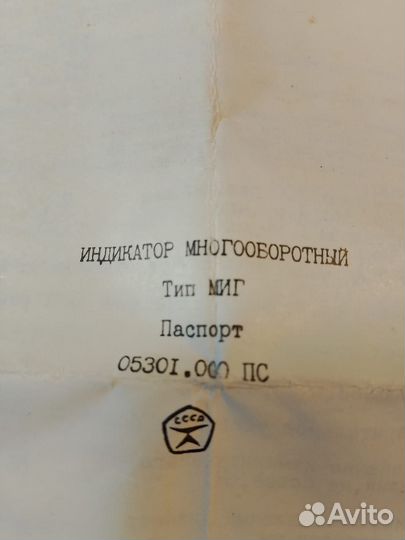 ИНДИКАТОР МНОГООБОРОТНЫЙ
Тип МИГ
Паспорт
05301.000 ПС
СССР
Avito